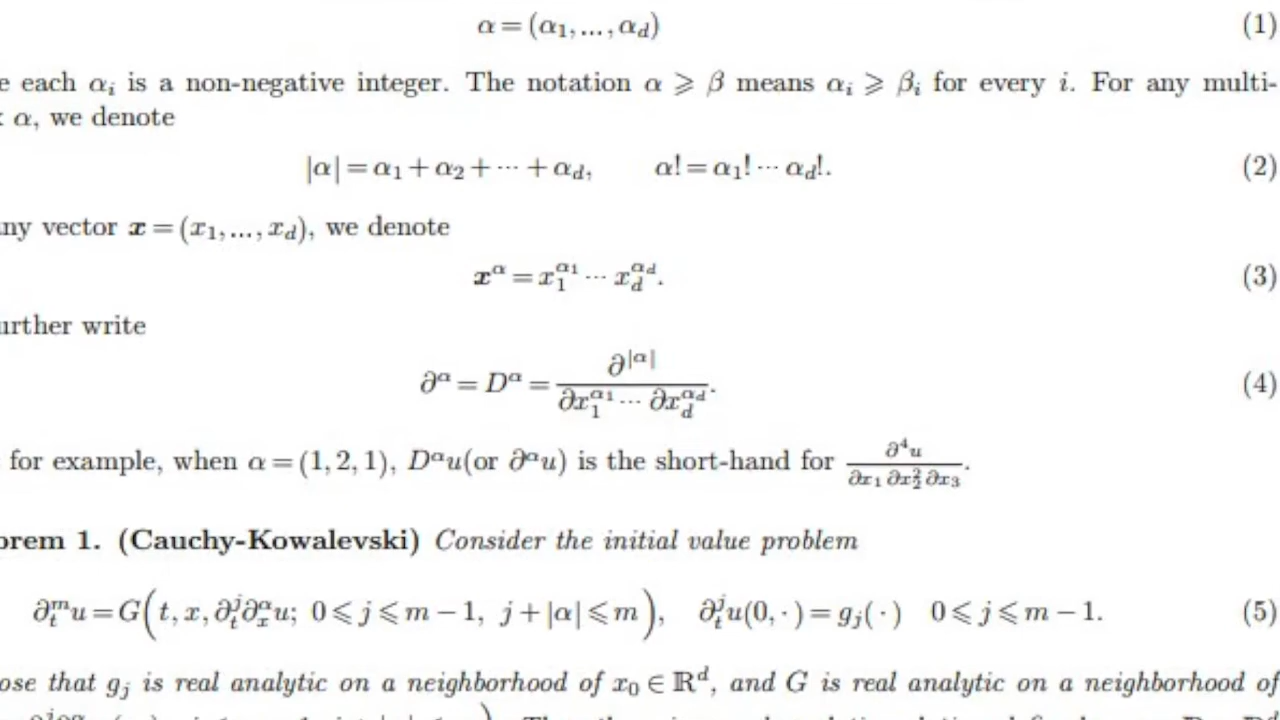 α = (α₁, ..., α_d) (1)
each αᵢ is a non-negative integer. The notation α ⩾ β means αᵢ ⩾ βᵢ for every i. For any multi-
α, we denote
|α| = α₁ + α₂ + ··· + α_d, α! = α₁! ··· α_d!. (2)
vector x = (x₁, ..., x_d), we denote
x^α = x₁^{α₁} ··· x_d^{α_d}. (3)
write
∂^α = D^α = \frac{∂^{|α|}}{∂x₁^{α₁} ··· ∂x_d^{α_d}}. (4)
for example, when α = (1, 2, 1), D^αu(or ∂^αu) is the short-hand for \frac{∂⁴u}{∂x₁ ∂x₂² ∂x₃}.
1. (Cauchy-Kowalevski) Consider the initial value problem
∂_t^m u = G(t, x, ∂_t^j ∂_x^α u; 0 ⩽ j ⩽ m − 1, j + |α| ⩽ m), ∂_t^j u(0, ·) = g_j(·) 0 ⩽ j ⩽ m − 1. (5)
that g_j is real analytic on a neighborhood of x₀ ∈ ℝ^d, and G is real analytic on a neighborhood of